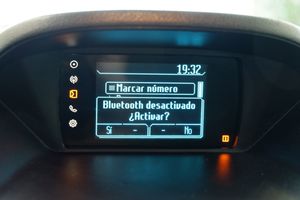 19:32
Marcar número
Bluetooth desactivado
¿Activar?
Sí - - No